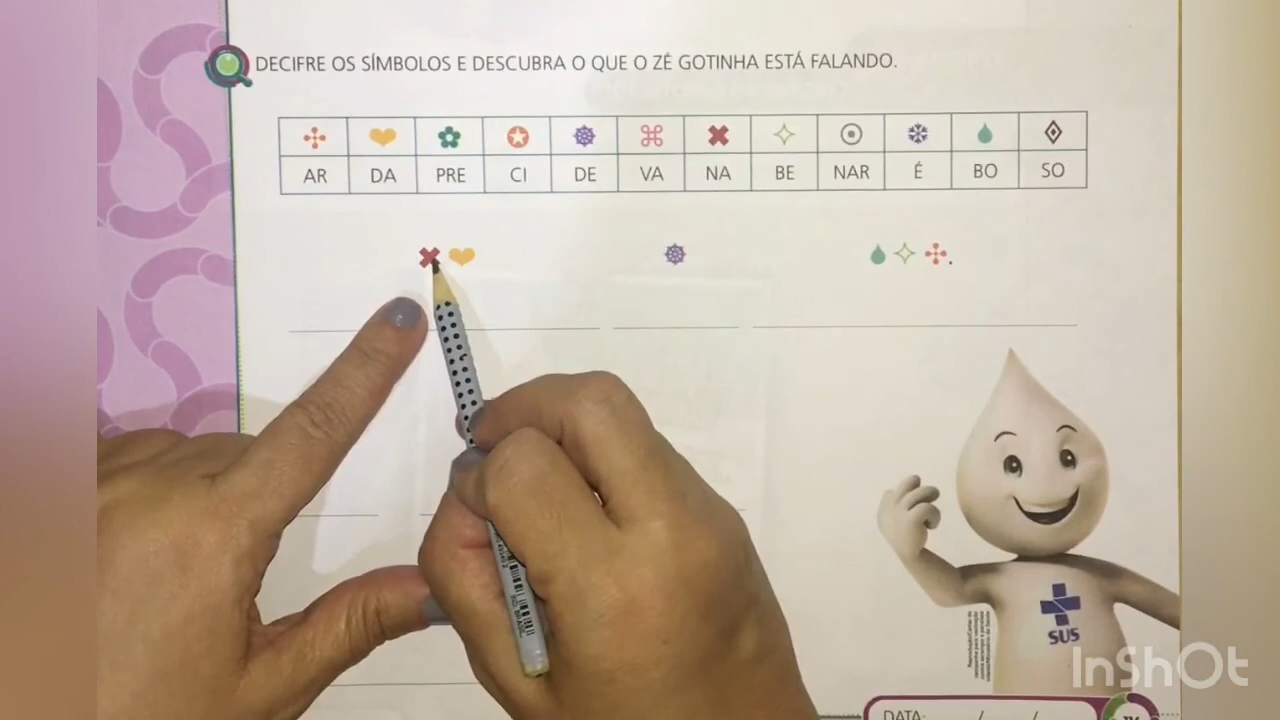 DECIFRE OS SÍMBOLOS E DESCUBRA O QUE O ZÉ GOTINHA ESTÁ FALANDO.
AR DA PRE CI DE VA NA BE NAR É BO SO
SUS
InShOt
DATA: / /